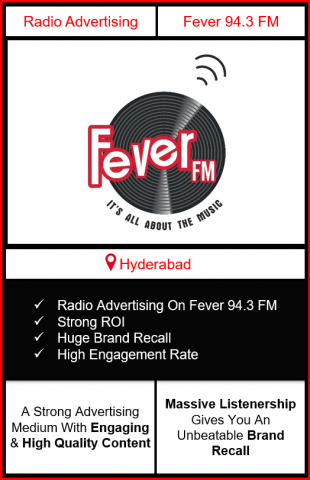 Radio Advertising
Fever 94.3 FM
Fever
FM
IT'S ALL ABOUT THE MUSIC
Hyderabad
✓ Radio Advertising On Fever 94.3 FM
✓ Strong ROI
✓ Huge Brand Recall
✓ High Engagement Rate
A Strong Advertising
Medium With Engaging
& High Quality Content
Massive Listenership
Gives You An
Unbeatable Brand
Recall